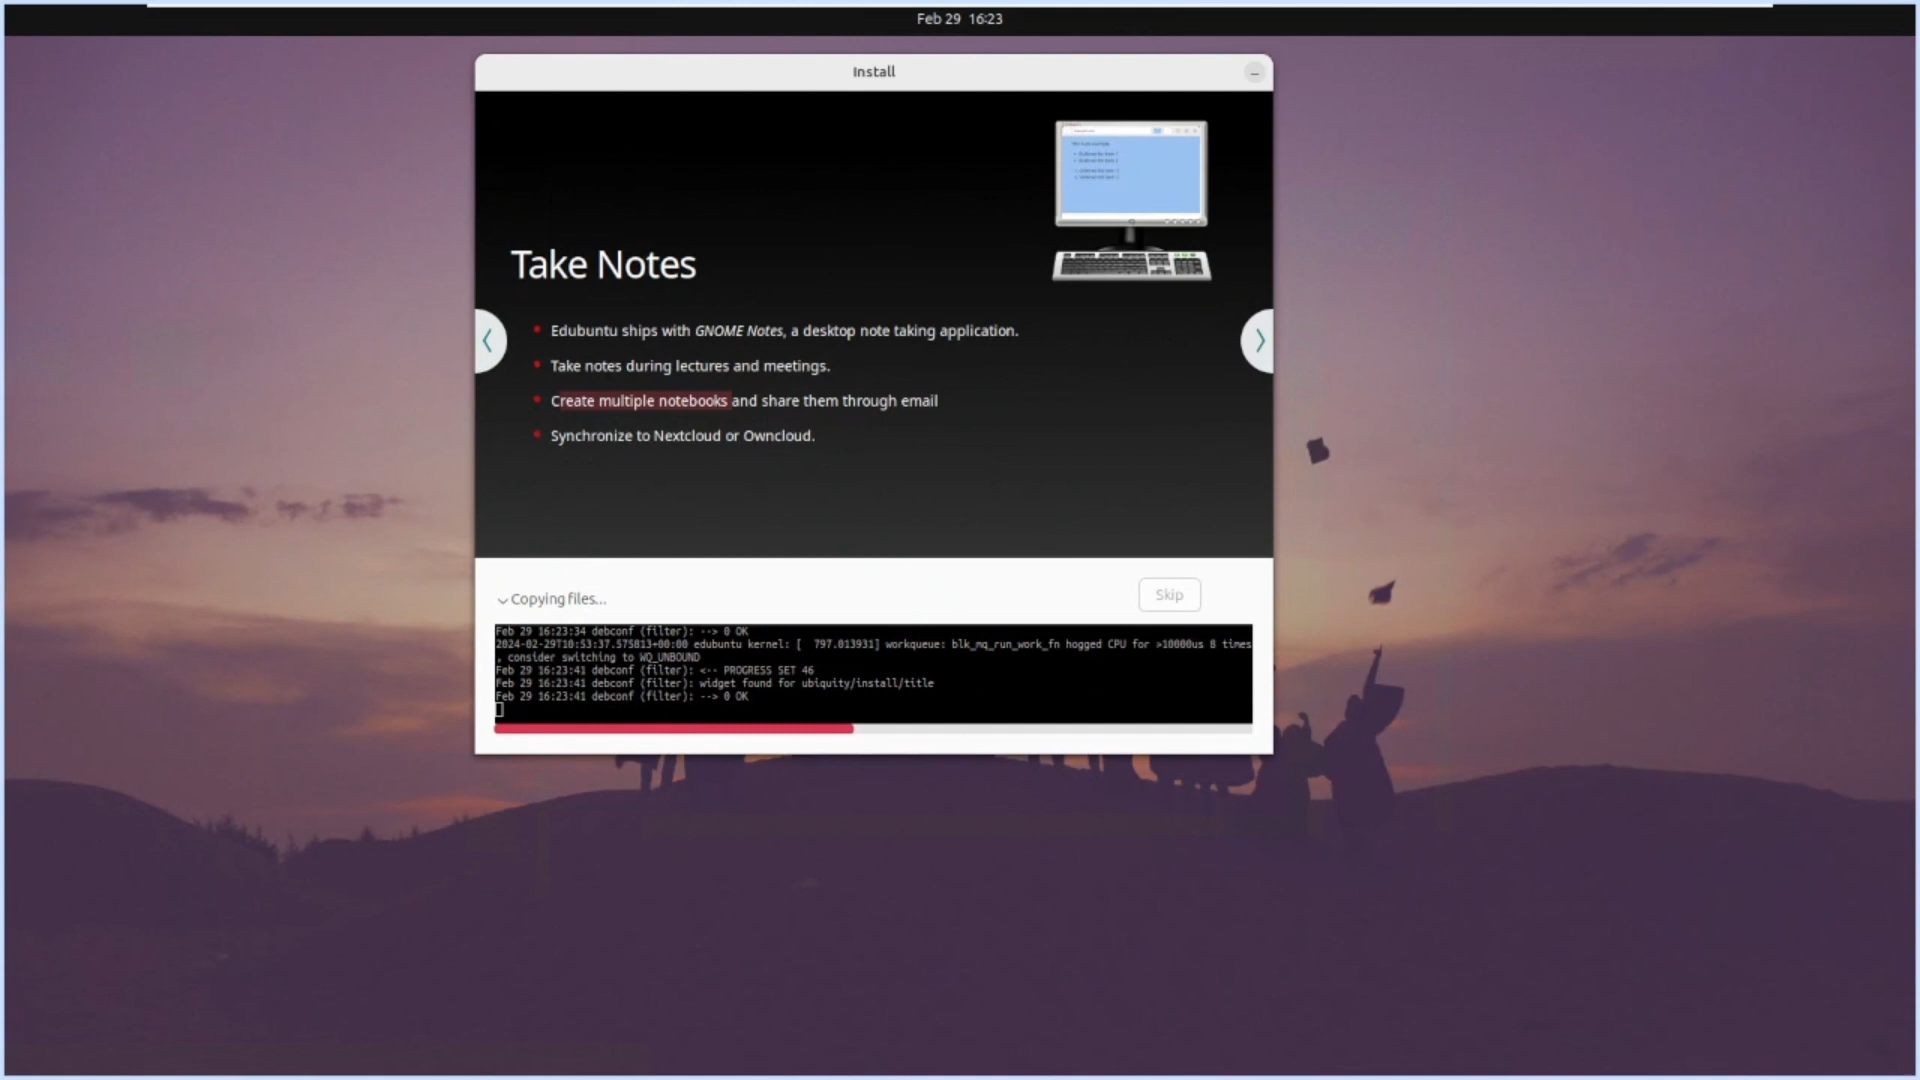 Feb 29 16:23
Install
Take Notes
Edubuntu ships with GNOME Notes, a desktop note taking application.
Take notes during lectures and meetings.
Create multiple notebooks and share them through email
Synchronize to Nextcloud or Owncloud.
Copying files...
Skip
Feb 29 16:23:34 debconf (filter): --> 0 OK
2024-02-29T10:53:37.575813+00:00 edubuntu kernel: [  797.013931] workqueue: blk_mq_run_work_fn hogged CPU for >10000us 8 times
, consider switching to WQ_UNBOUND
Feb 29 16:23:41 debconf (filter): <-- PROGRESS SET 46
Feb 29 16:23:41 debconf (filter): widget found for ubiquity/install/title
Feb 29 16:23:41 debconf (filter): --> 0 OK